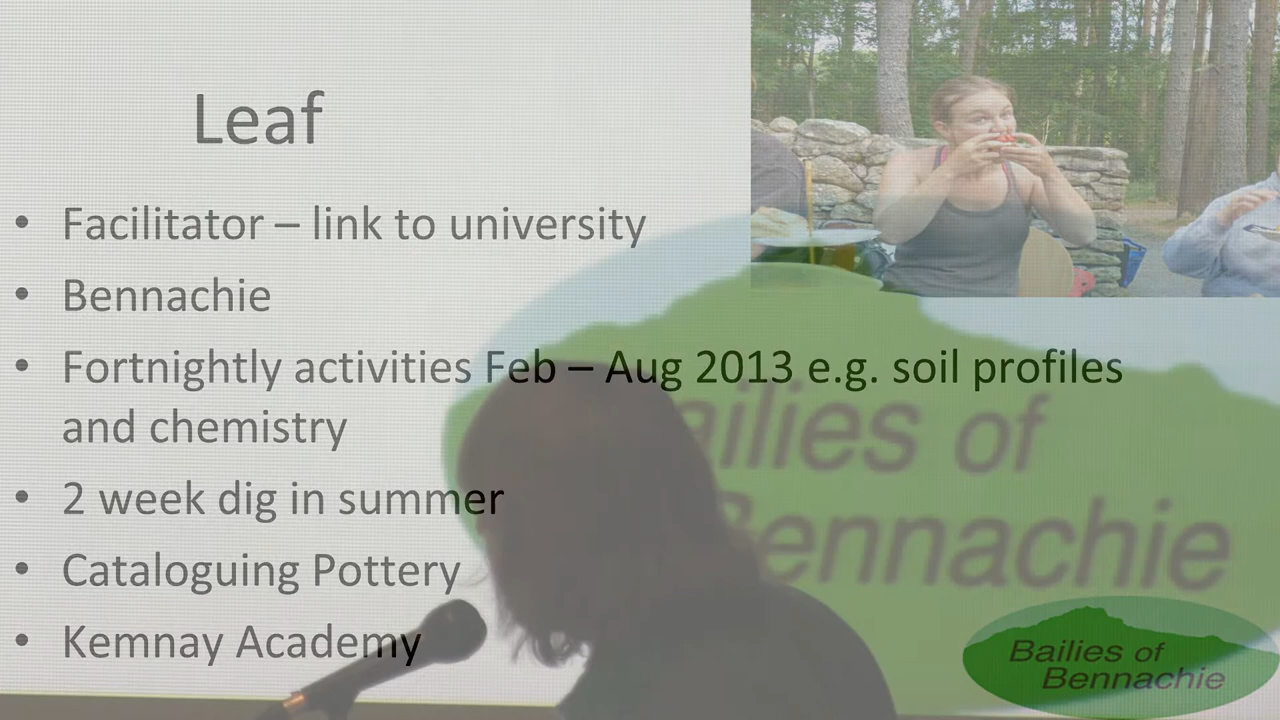 Leaf
• Facilitator – link to university
• Bennachie
• Fortnightly activities Feb – Aug 2013 e.g. soil profiles
and chemistry
• 2 week dig in summer
• Cataloguing Pottery
• Kemnay Academy
ailies of
Bennachie
Bailies of
Bennachie